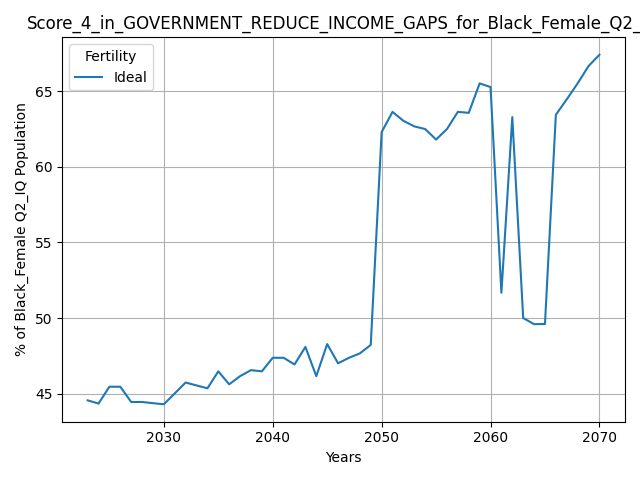 Score_4_in_GOVERNMENT_REDUCE_INCOME_GAPS_for_Black_Female_Q2_
Fertility
Ideal
65
60
55
50
45
% of Black_Female Q2_IQ Population
2030 2040 2050 2060 2070
Years